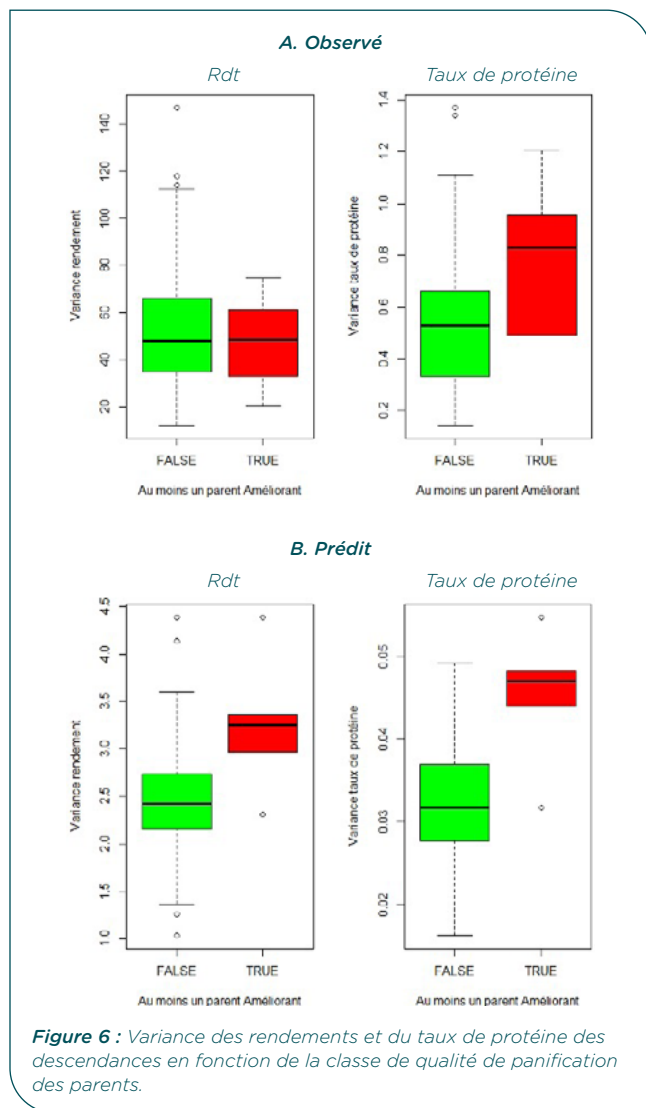 A. Observé
Rdt
Taux de protéine
Variance rendement
140
120
100
80
60
40
20
FALSE
TRUE
Au moins un parent Améliorant
Variance taux de protéine
1.4
1.2
1.0
0.8
0.6
0.4
0.2
FALSE
TRUE
Au moins un parent Améliorant
B. Prédit
Rdt
Taux de protéine
Variance rendement
4.5
4.0
3.5
3.0
2.5
2.0
1.5
1.0
FALSE
TRUE
Au moins un parent Améliorant
Variance taux de protéine
0.05
0.04
0.03
0.02
FALSE
TRUE
Au moins un parent Améliorant
Figure 6 : Variance des rendements et du taux de protéine des
descendances en fonction de la classe de qualité de panification
des parents.